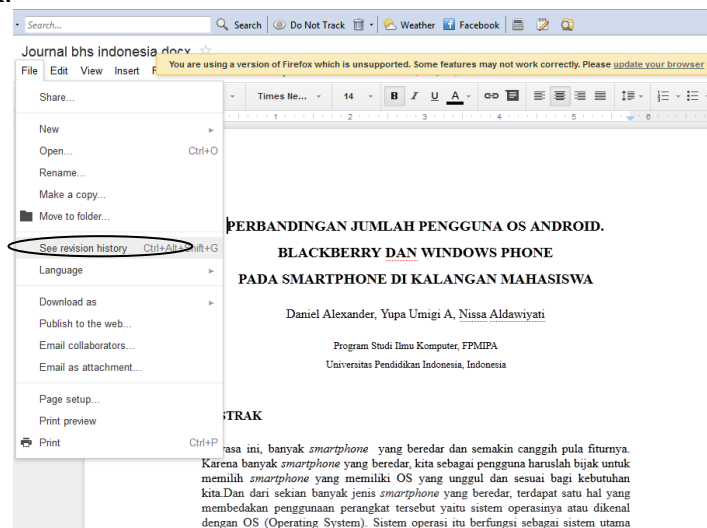 Search... Search Do Not Track Weather Facebook
Journal bhs indonesia.docx
You are using a version of Firefox which is unsupported. Some features may not work correctly. Please update your browser
File Edit View Insert
Times Ne... 14 B I U A
1 2 3 4 5 6
Share...
New
Open... Ctrl+O
Rename...
Make a copy...
Move to folder...
See revision history Ctrl+Alt+Shift+G
Language
Download as
Publish to the web...
Email collaborators...
Email as attachment...
Page setup...
Print preview
Print Ctrl+P
PERBANDINGAN JUMLAH PENGGUNA OS ANDROID.
BLACKBERRY DAN WINDOWS PHONE
PADA SMARTPHONE DI KALANGAN MAHASISWA
Daniel Alexander, Yupa Umigi A, Nissa Aldawiyati
Program Studi Ilmu Komputer, FPMIPA
Universitas Pendidikan Indonesia, Indonesia
STRAK
asa ini, banyak smartphone yang beredar dan semakin canggih pula fiturnya.
Karena banyak smartphone yang beredar, kita sebagai pengguna haruslah bijak untuk
memilih smartphone yang memiliki OS yang unggul dan sesuai bagi kebutuhan
kita.Dan dari sekian banyak jenis smartphone yang beredar, terdapat satu hal yang
membedakan penggunaan perangkat tersebut yaitu sistem operasinya atau dikenal
dengan OS (Operating System). Sistem operasi itu berfungsi sebagai sistem utama